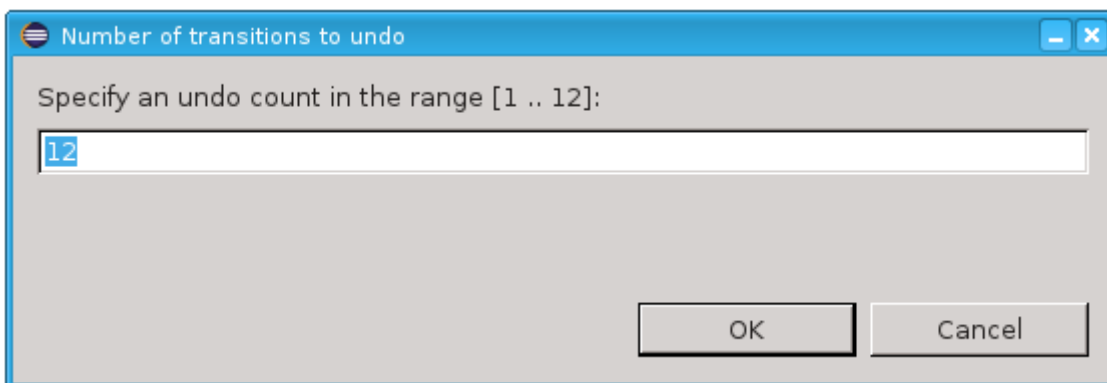 Number of transitions to undo
Specify an undo count in the range [1 .. 12]:
12
OK Cancel